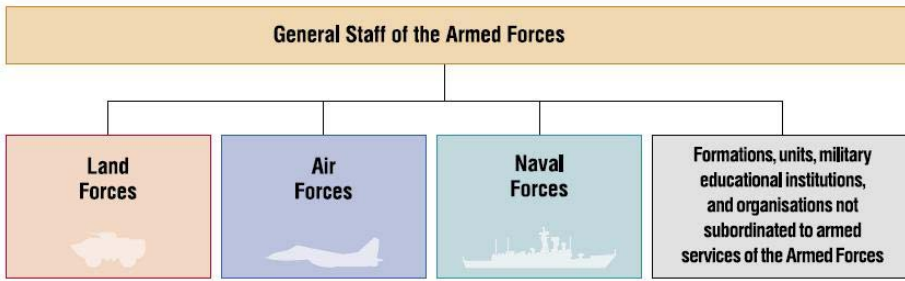 General Staff of the Armed Forces
Land
Forces
Air
Forces
Naval
Forces
Formations, units, military
educational institutions,
and organisations not
subordinated to armed
services of the Armed Forces